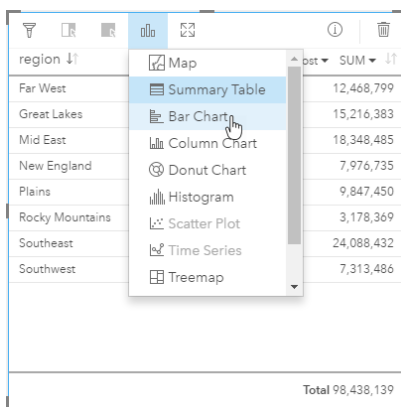 region ost SUM
Far West 12,468,799
Great Lakes 15,216,383
Mid East 18,348,485
New England 7,976,735
Plains 9,847,450
Rocky Mountains 3,178,369
Southeast 24,088,432
Southwest 7,313,486
Map
Summary Table
Bar Chart
Column Chart
Donut Chart
Histogram
Scatter Plot
Time Series
Treemap
Total 98,438,139